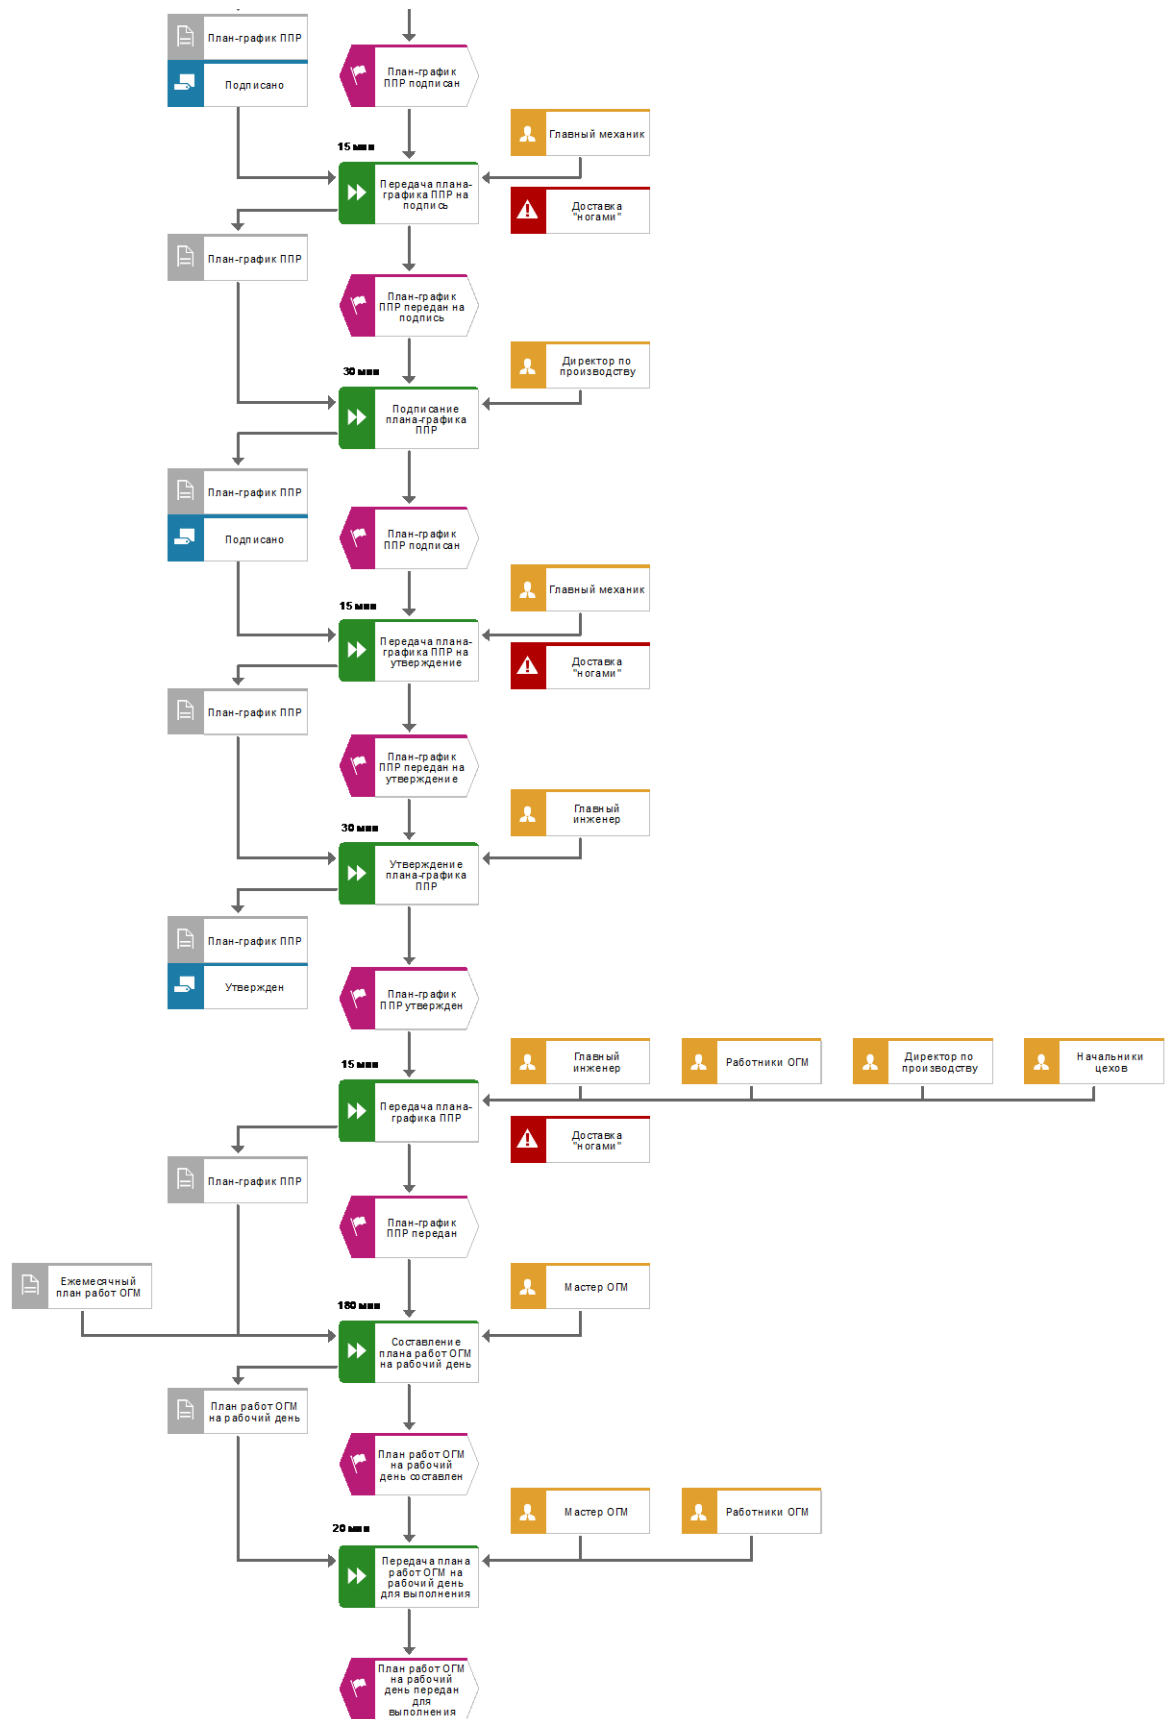 План-график ППР
Подписано
План-график
ППР подписан
Главный механик
15 мин
Передача плана-
графика ППР на
подпись
Доставка
"ногами"
План-график ППР
План-график
ППР передан на
подпись
Директор по
производству
30 мин
Подписание
плана-графика
ППР
План-график ППР
Подписано
План-график
ППР подписан
Главный механик
15 мин
Передача плана-
графика ППР на
утверждение
Доставка
"ногами"
План-график ППР
План-график
ППР передан на
утверждение
Главный
инженер
30 мин
Утверждение
плана-графика
ППР
План-график ППР
Утвержден
План-график
ППР утвержден
Главный
инженер
Работники ОГМ
Директор по
производству
Начальники
цехов
15 мин
Передача плана-
графика ППР
Доставка
"ногами"
План-график ППР
План-график
ППР передан
Ежемесячный
план работ ОГМ
Мастер ОГМ
180 мин
Составление
плана работ ОГМ
на рабочий день
План работ ОГМ
на рабочий день
План работ ОГМ
на рабочий
день составлен
Мастер ОГМ
Работники ОГМ
20 мин
Передача плана
работ ОГМ на
рабочий день
для выполнения
План работ ОГМ
на рабочий
день передан
для
выполнения